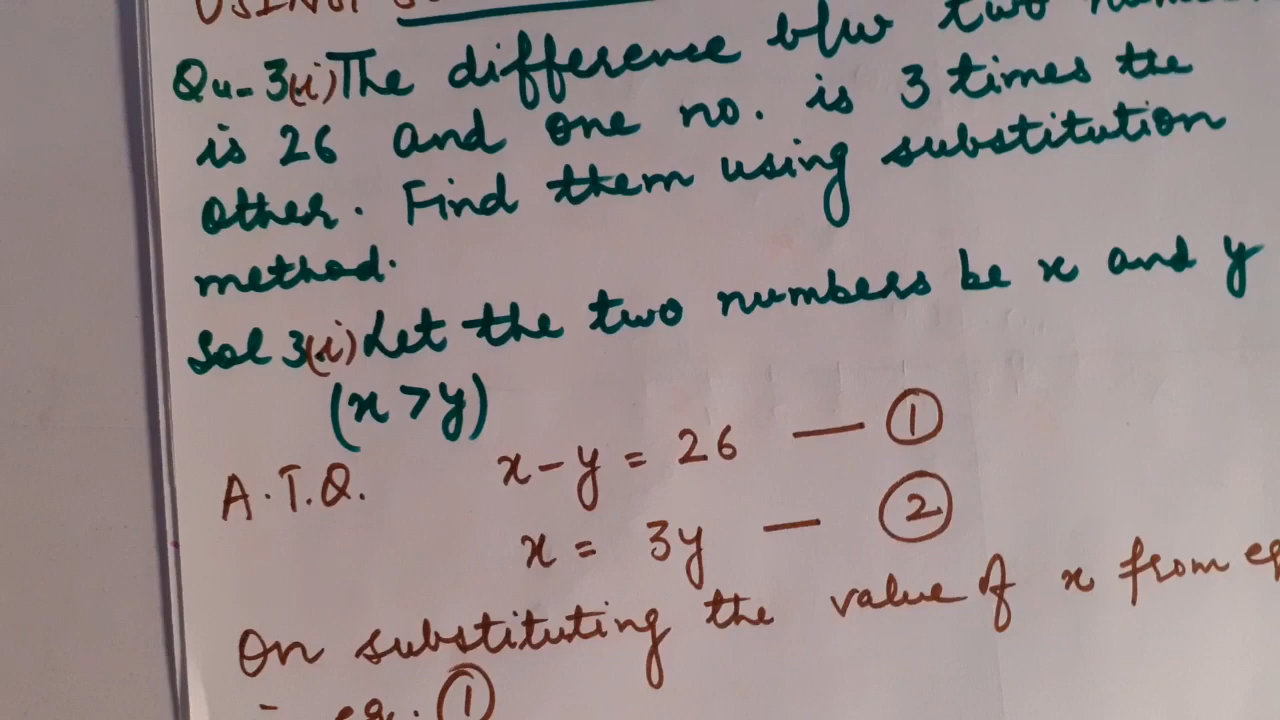 USING
Qu-3(i) The difference b/w two
is 26 and one no. is 3 times the
other. Find them using substitution
method.
Sol 3(i) Let the two numbers be x and y
(x > y)
A.T.Q. x - y = 26 — ①
x = 3y — ②
On substituting the value of x from
eq. ①